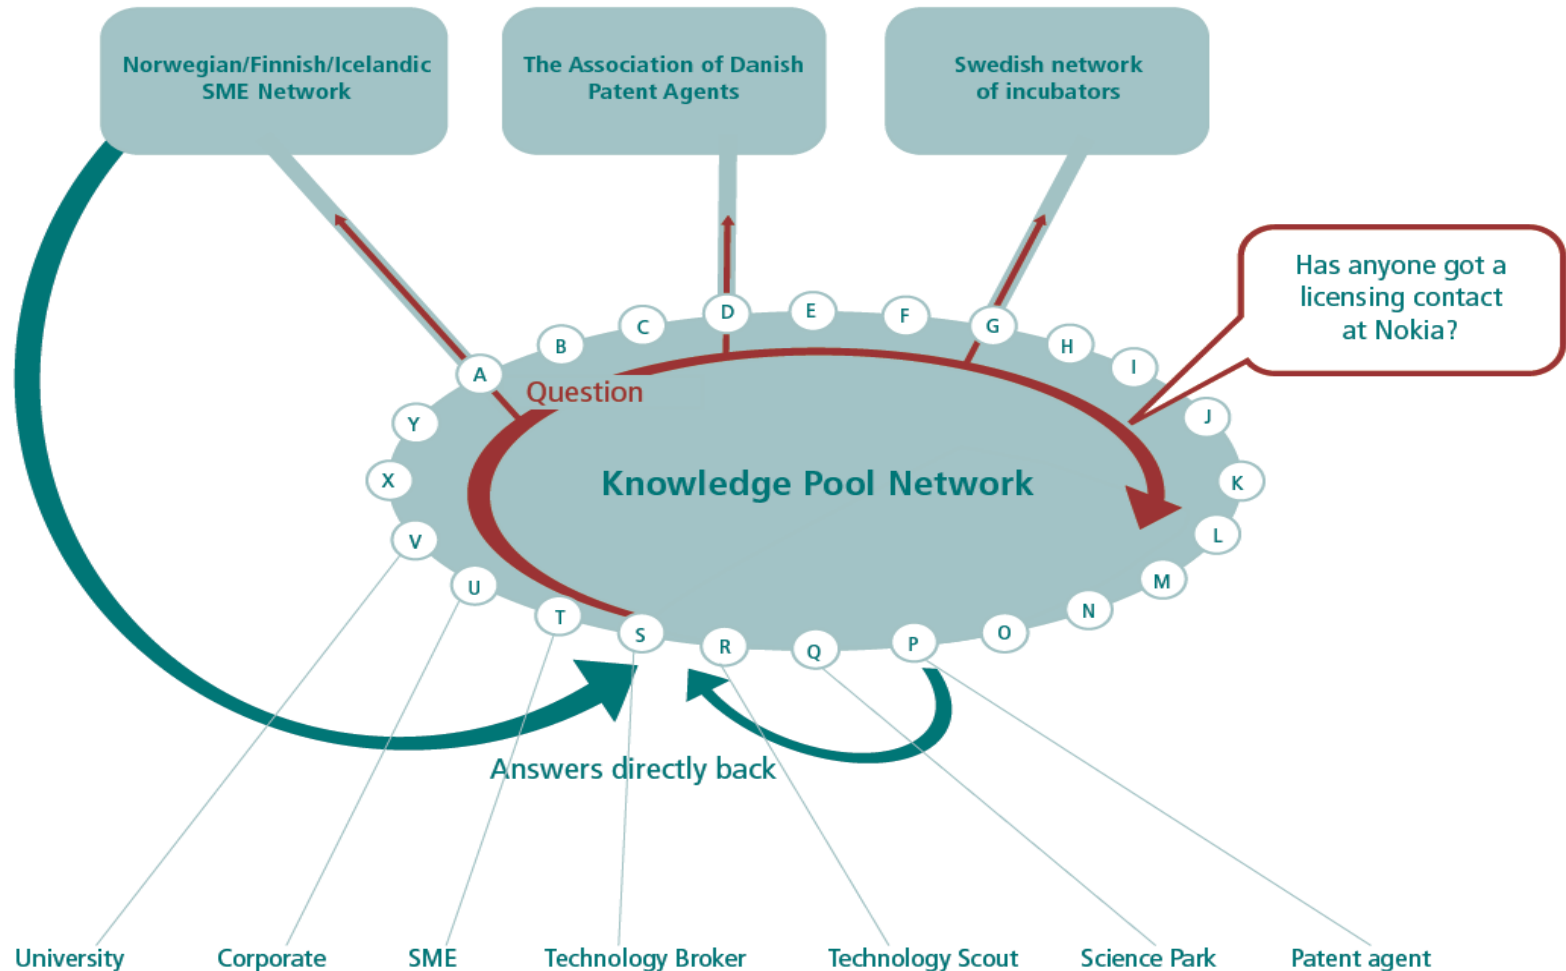 Norwegian/Finnish/Icelandic
SME Network
The Association of Danish
Patent Agents
Swedish network
of incubators
Has anyone got a
licensing contact
at Nokia?
A
B
C
D
E
F
G
H
I
J
K
L
M
N
O
P
Q
R
S
T
U
V
X
Y
Question
Knowledge Pool Network
Answers directly back
University
Corporate
SME
Technology Broker
Technology Scout
Science Park
Patent agent